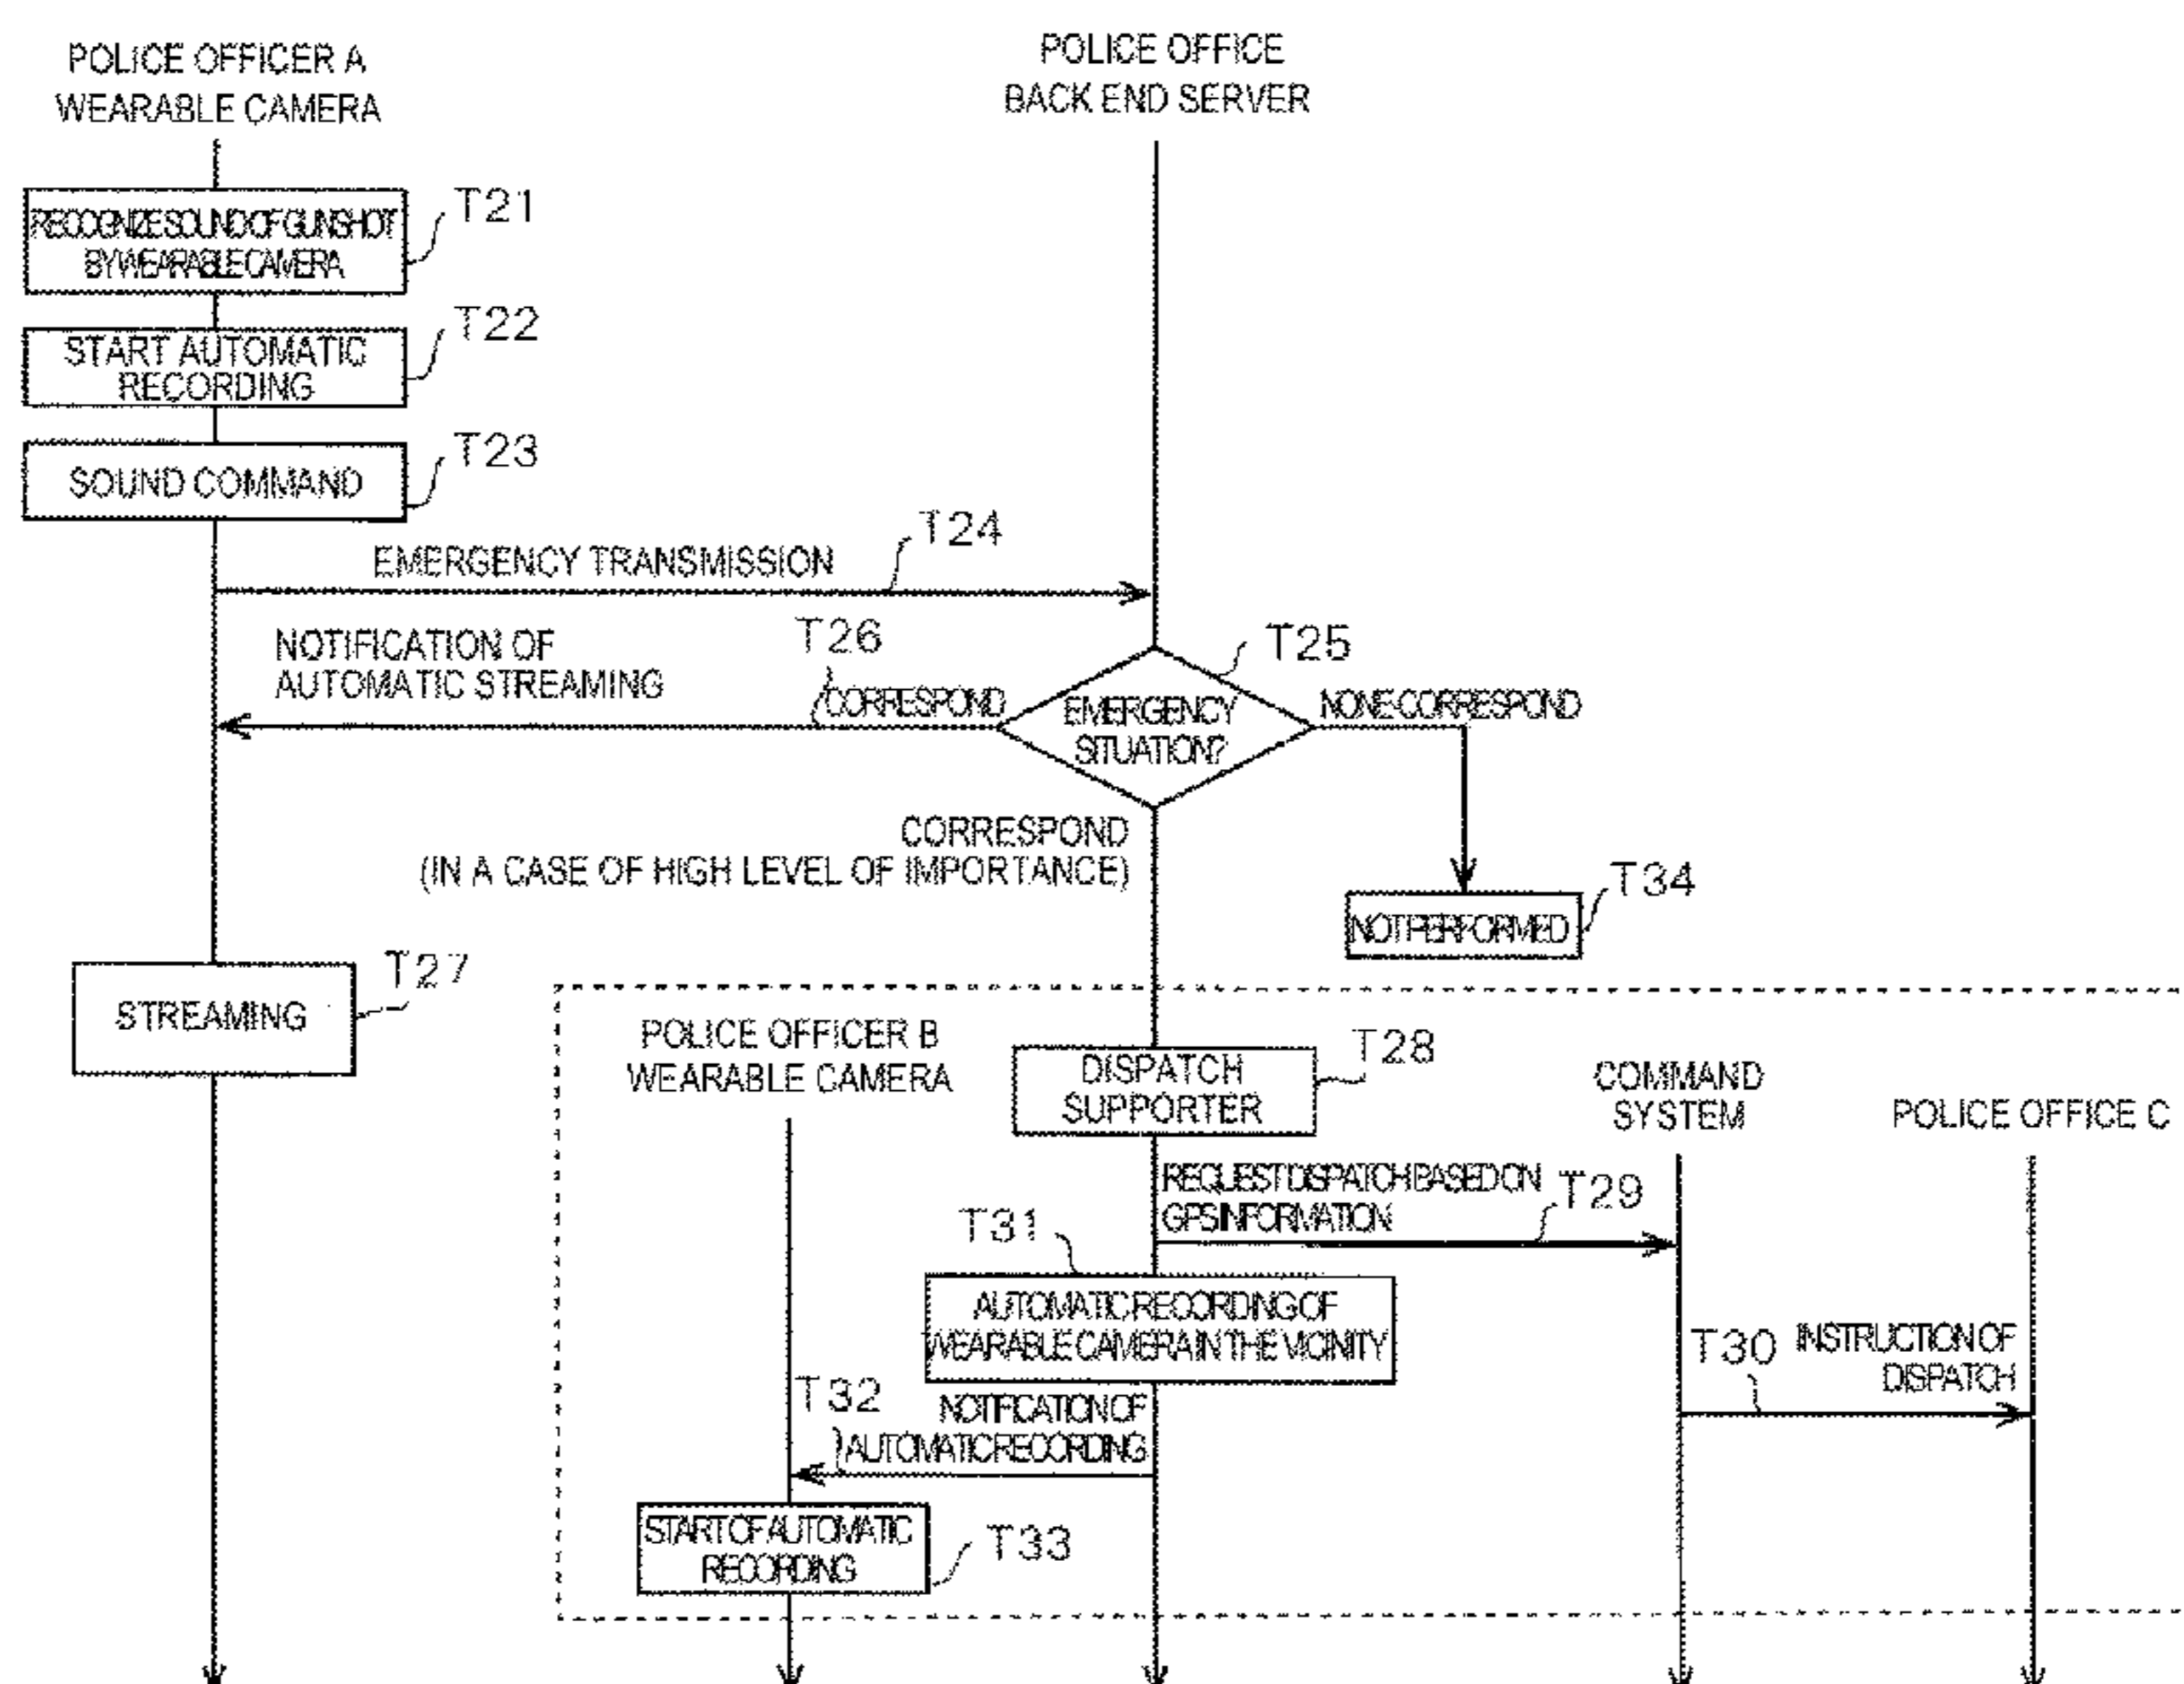 POLICE OFFICER A
WEARABLE CAMERA
POLICE OFFICE
BACK END SERVER
RECOGNIZE SOUND OF GUNSHOT
BY WEARABLE CAMERA
T21
START AUTOMATIC
RECORDING
T22
SOUND COMMAND
T23
EMERGENCY TRANSMISSION
T24
NOTIFICATION OF
AUTOMATIC STREAMING
T26
CORRESPOND
EMERGENCY
SITUATION?
T25
NONE CORRESPOND
CORRESPOND
(IN A CASE OF HIGH LEVEL OF IMPORTANCE)
NOT PERFORMED
T34
STREAMING
T27
POLICE OFFICER B
WEARABLE CAMERA
DISPATCH
SUPPORTER
T28
COMMAND
SYSTEM
POLICE OFFICE C
REQUEST DISPATCH BASED ON
GPS INFORMATION
T29
T31
AUTOMATIC RECORDING OF
WEARABLE CAMERA IN THE VICINITY
T30
INSTRUCTION OF
DISPATCH
T32
NOTIFICATION OF
AUTOMATIC RECORDING
START OF AUTOMATIC
RECORDING
T33